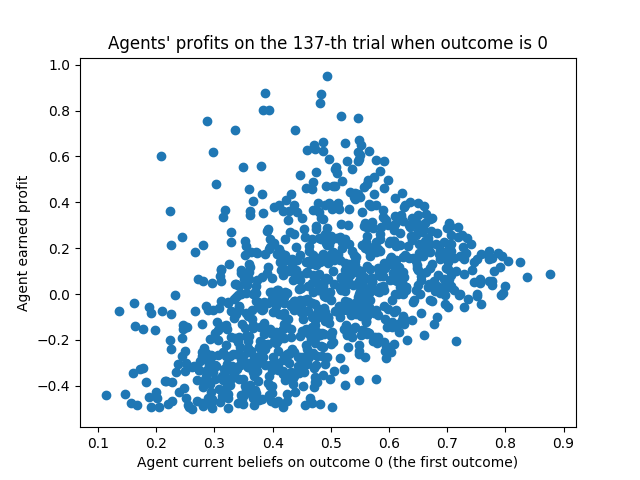 Agents' profits on the 137-th trial when outcome is 0
1.0
0.8
0.6
0.4
0.2
0.0
−0.2
−0.4
Agent earned profit
0.1 0.2 0.3 0.4 0.5 0.6 0.7 0.8 0.9
Agent current beliefs on outcome 0 (the first outcome)